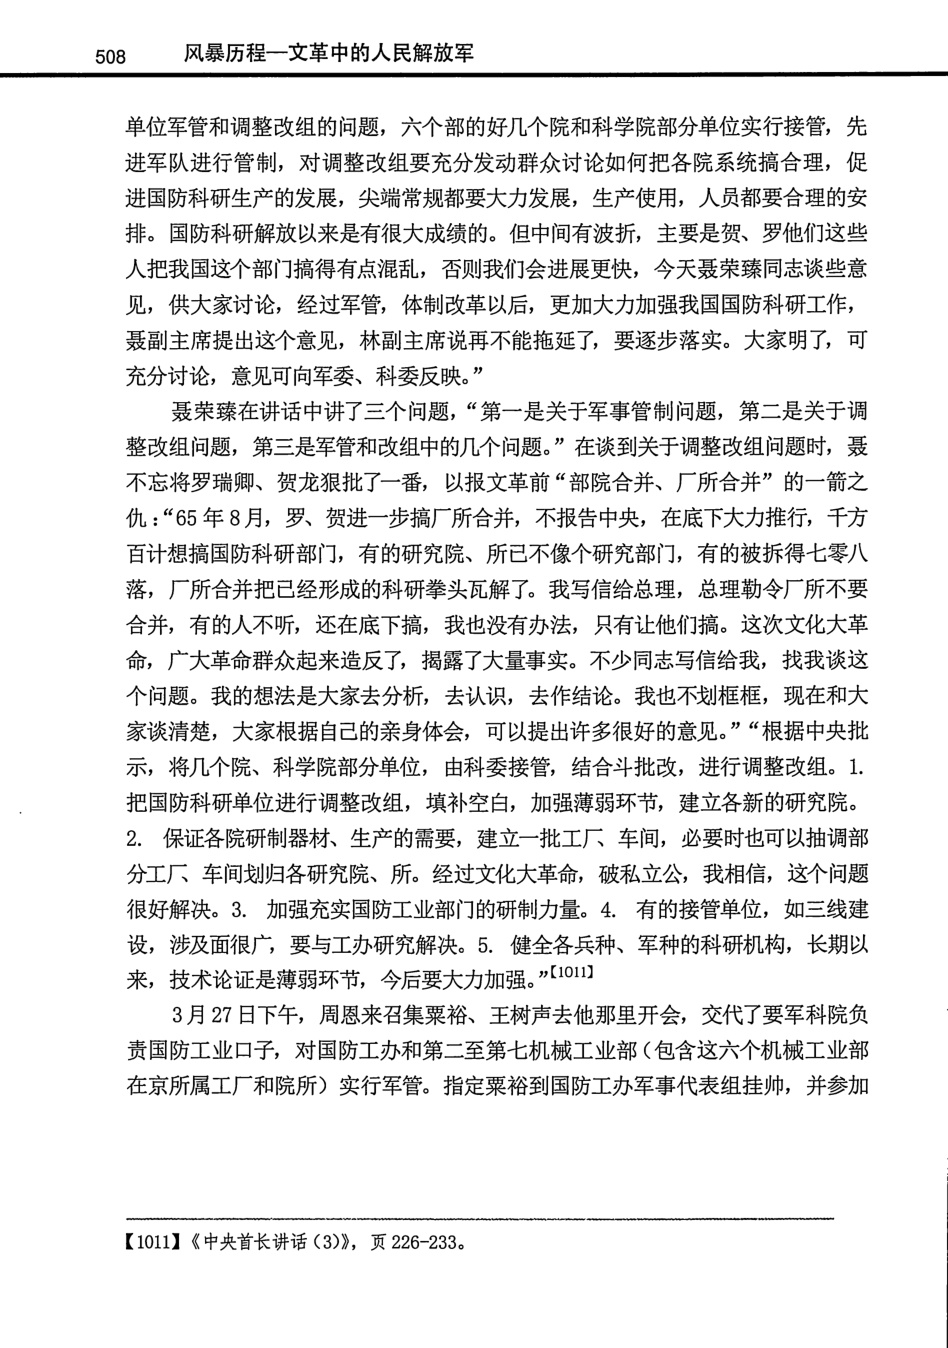 508 风暴历程—文革中的人民解放军
单位军管和调整改组的问题，六个部的好几个院和科学院部分单位实行接管，先
进军队进行管制，对调整改组要充分发动群众讨论如何把各院系统搞合理，促
进国防科研生产的发展，尖端常规都要大力发展，生产使用，人员都要合理的安
排。国防科研解放以来是有很大成绩的。但中间有波折，主要是贺、罗他们这些
人把我国这个部门搞得有点混乱，否则我们会进展更快，今天聂荣臻同志谈些意
见，供大家讨论，经过军管，体制改革以后，更加大力加强我国国防科研工作，
聂副主席提出这个意见，林副主席说再不能拖延了，要逐步落实。大家明了，可
充分讨论，意见可向军委、科委反映。”
聂荣臻在讲话中讲了三个问题，“第一是关于军事管制问题，第二是关于调
整改组问题，第三是军管和改组中的几个问题。”在谈到关于调整改组问题时，聂
不忘将罗瑞卿、贺龙狠批了一番，以报文革前“部院合并、厂所合并”的一箭之
仇：“65 年 8 月，罗、贺进一步搞厂所合并，不报告中央，在底下大力推行，千方
百计想搞国防科研部门，有的研究院、所已不像个研究部门，有的被拆得七零八
落，厂所合并把已经形成的科研拳头瓦解了。我写信给总理，总理勒令厂所不要
合并，有的人不听，还在底下搞，我也没有办法，只有让他们搞。这次文化大革
命，广大革命群众起来造反了，揭露了大量事实。不少同志写信给我，找我谈这
个问题。我的想法是大家去分析，去认识，去作结论。我也不划框框，现在和大
家谈清楚，大家根据自己的亲身体会，可以提出许多很好的意见。”“根据中央批
示，将几个院、科学院部分单位，由科委接管，结合斗批改，进行调整改组。1.
把国防科研单位进行调整改组，填补空白，加强薄弱环节，建立各新的研究院。
2. 保证各院研制器材、生产的需要，建立一批工厂、车间，必要时也可以抽调部
分工厂、车间划归各研究院、所。经过文化大革命，破私立公，我相信，这个问题
很好解决。3. 加强充实国防工业部门的研制力量。4. 有的接管单位，如三线建
设，涉及面很广，要与工办研究解决。5. 健全各兵种、军种的科研机构，长期以
来，技术论证是薄弱环节，今后要大力加强。”【1011】
3 月 27 日下午，周恩来召集粟裕、王树声去他那里开会，交代了要军科院负
责国防工业口子，对国防工办和第二至第七机械工业部（包含这六个机械工业部
在京所属工厂和院所）实行军管。指定粟裕到国防工办军事代表组挂帅，并参加
【1011】《中央首长讲话（3）》，页 226-233。